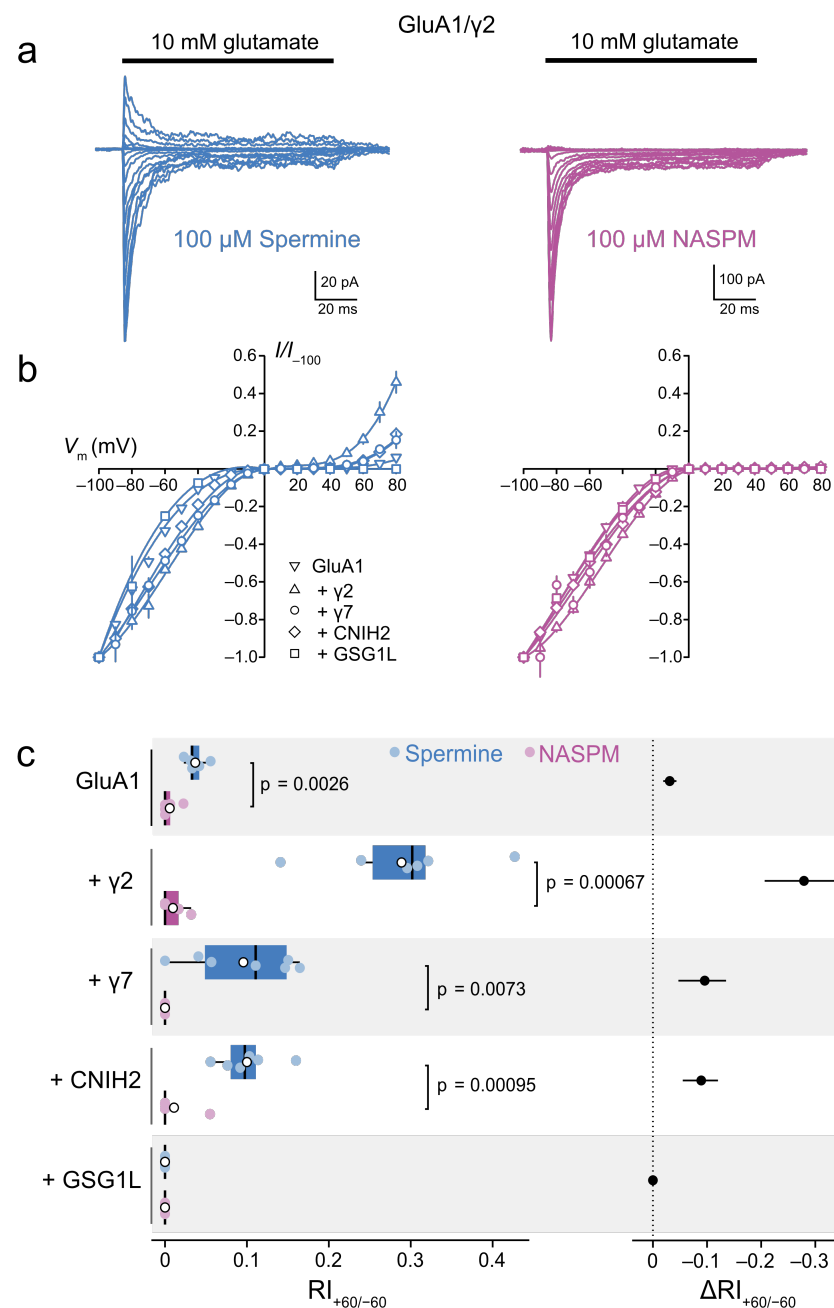 GluA1/γ2
a
10 mM glutamate
10 mM glutamate
100 μM Spermine
100 μM NASPM
20 pA
20 ms
100 pA
20 ms
b
I/I–100
0.6
0.4
0.2
Vm (mV)
–100 –80 –60
20 40 60 80
–0.2
–0.4
–0.6
–0.8
–1.0
GluA1
+ γ2
+ γ7
+ CNIH2
+ GSG1L
0.6
0.4
0.2
–100 –80 –60
20 40 60 80
–0.2
–0.4
–0.6
–0.8
–1.0
c
Spermine NASPM
GluA1
p = 0.0026
+ γ2
p = 0.00067
+ γ7
p = 0.0073
+ CNIH2
p = 0.00095
+ GSG1L
0 0.1 0.2 0.3 0.4
RI+60/–60
0 –0.1 –0.2 –0.3
ΔRI+60/–60